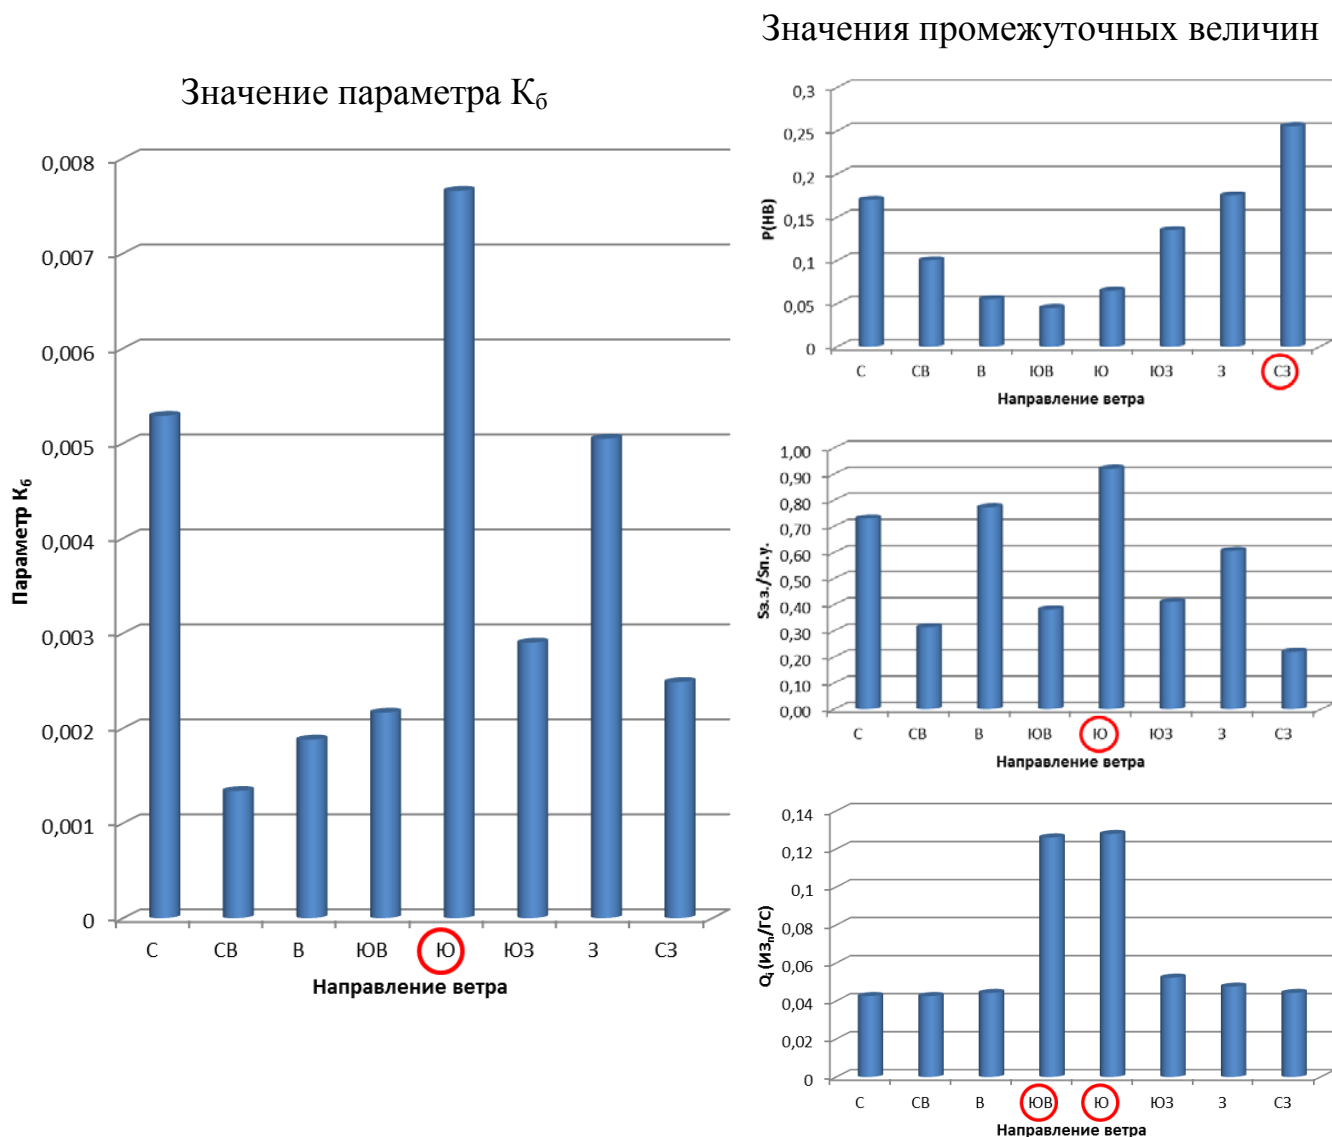 Значения промежуточных величин
Значение параметра Kб
0,008
0,007
0,006
0,005
0,004
0,003
0,002
0,001
0
Параметр Kб
С СВ В ЮВ Ю ЮЗ З СЗ
Направление ветра
0,3
0,25
0,2
0,15
0,1
0,05
0
P(НВ)
С СВ В ЮВ Ю ЮЗ З СЗ
Направление ветра
1,00
0,90
0,80
0,70
0,60
0,50
0,40
0,30
0,20
0,10
0,00
Sз.з./Sп.у.
С СВ В ЮВ Ю ЮЗ З СЗ
Направление ветра
0,14
0,12
0,1
0,08
0,06
0,04
0,02
0
Qi (ИЗn/ГС)
С СВ В ЮВ Ю ЮЗ З СЗ
Направление ветра